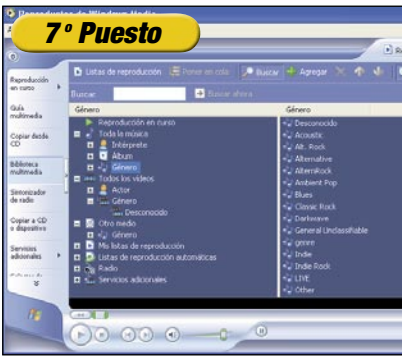 Reproductor de Windows Media
7º Puesto
Listas de reproducción Poner en cola Buscar Agregar
Buscar: Buscar ahora
Reproducción en curso
Guía multimedia
Copiar desde CD
Biblioteca multimedia
Sintonizador de radio
Copiar a CD o dispositivo
Servicios adicionales
Género
Reproducción en curso
Toda la música
Intérprete
Álbum
Género
Todos los vídeos
Actor
Género
Desconocido
Otro medio
Género
Mis listas de reproducción
Listas de reproducción automáticas
Radio
Servicios adicionales
Género
Desconocido
Acoustic
Alt. Rock
Alternative
AlternRock
Ambient Pop
Blues
Classic Rock
Darkwave
General Unclassifiable
genre
Indie
Indie Rock
LIVE
Other